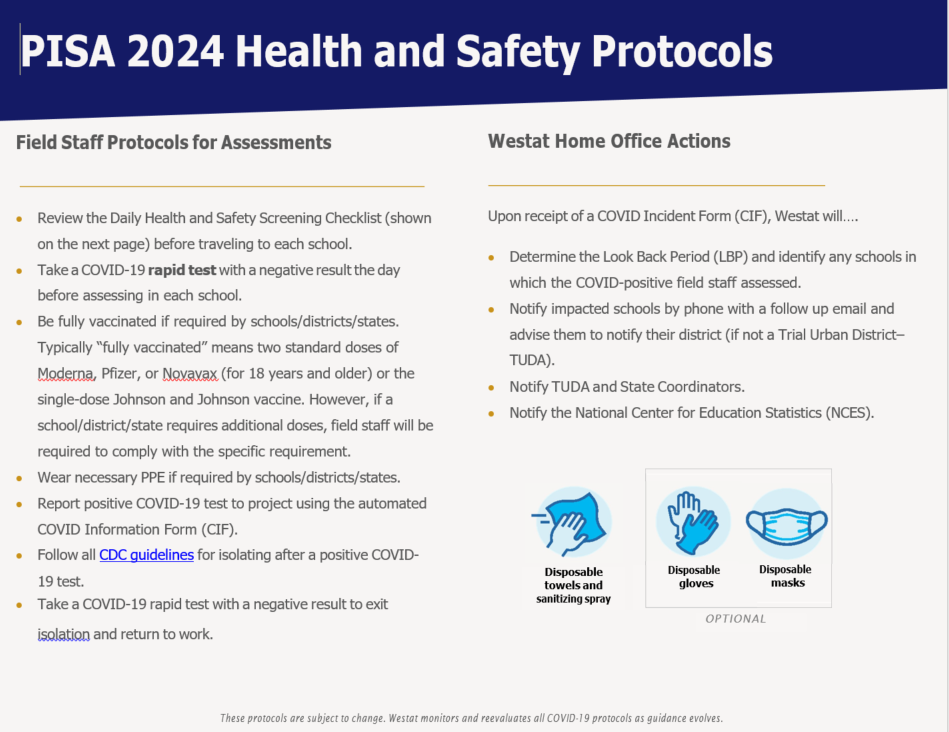 PISA 2024 Health and Safety Protocols
Field Staff Protocols for Assessments
• Review the Daily Health and Safety Screening Checklist (shown
on the next page) before traveling to each school.
• Take a COVID-19 rapid test with a negative result the day
before assessing in each school.
• Be fully vaccinated if required by schools/districts/states.
Typically “fully vaccinated” means two standard doses of
Moderna, Pfizer, or Novavax (for 18 years and older) or the
single-dose Johnson and Johnson vaccine. However, if a
school/district/state requires additional doses, field staff will be
required to comply with the specific requirement.
• Wear necessary PPE if required by schools/districts/states.
• Report positive COVID-19 test to project using the automated
COVID Information Form (CIF).
• Follow all CDC guidelines for isolating after a positive COVID-
19 test.
• Take a COVID-19 rapid test with a negative result to exit
isolation and return to work.
Westat Home Office Actions
Upon receipt of a COVID Incident Form (CIF), Westat will….
• Determine the Look Back Period (LBP) and identify any schools in
which the COVID-positive field staff assessed.
• Notify impacted schools by phone with a follow up email and
advise them to notify their district (if not a Trial Urban District–
TUDA).
• Notify TUDA and State Coordinators.
• Notify the National Center for Education Statistics (NCES).
Disposable
towels and
sanitizing spray
Disposable
gloves
Disposable
masks
OPTIONAL
These protocols are subject to change. Westat monitors and reevaluates all COVID-19 protocols as guidance evolves.